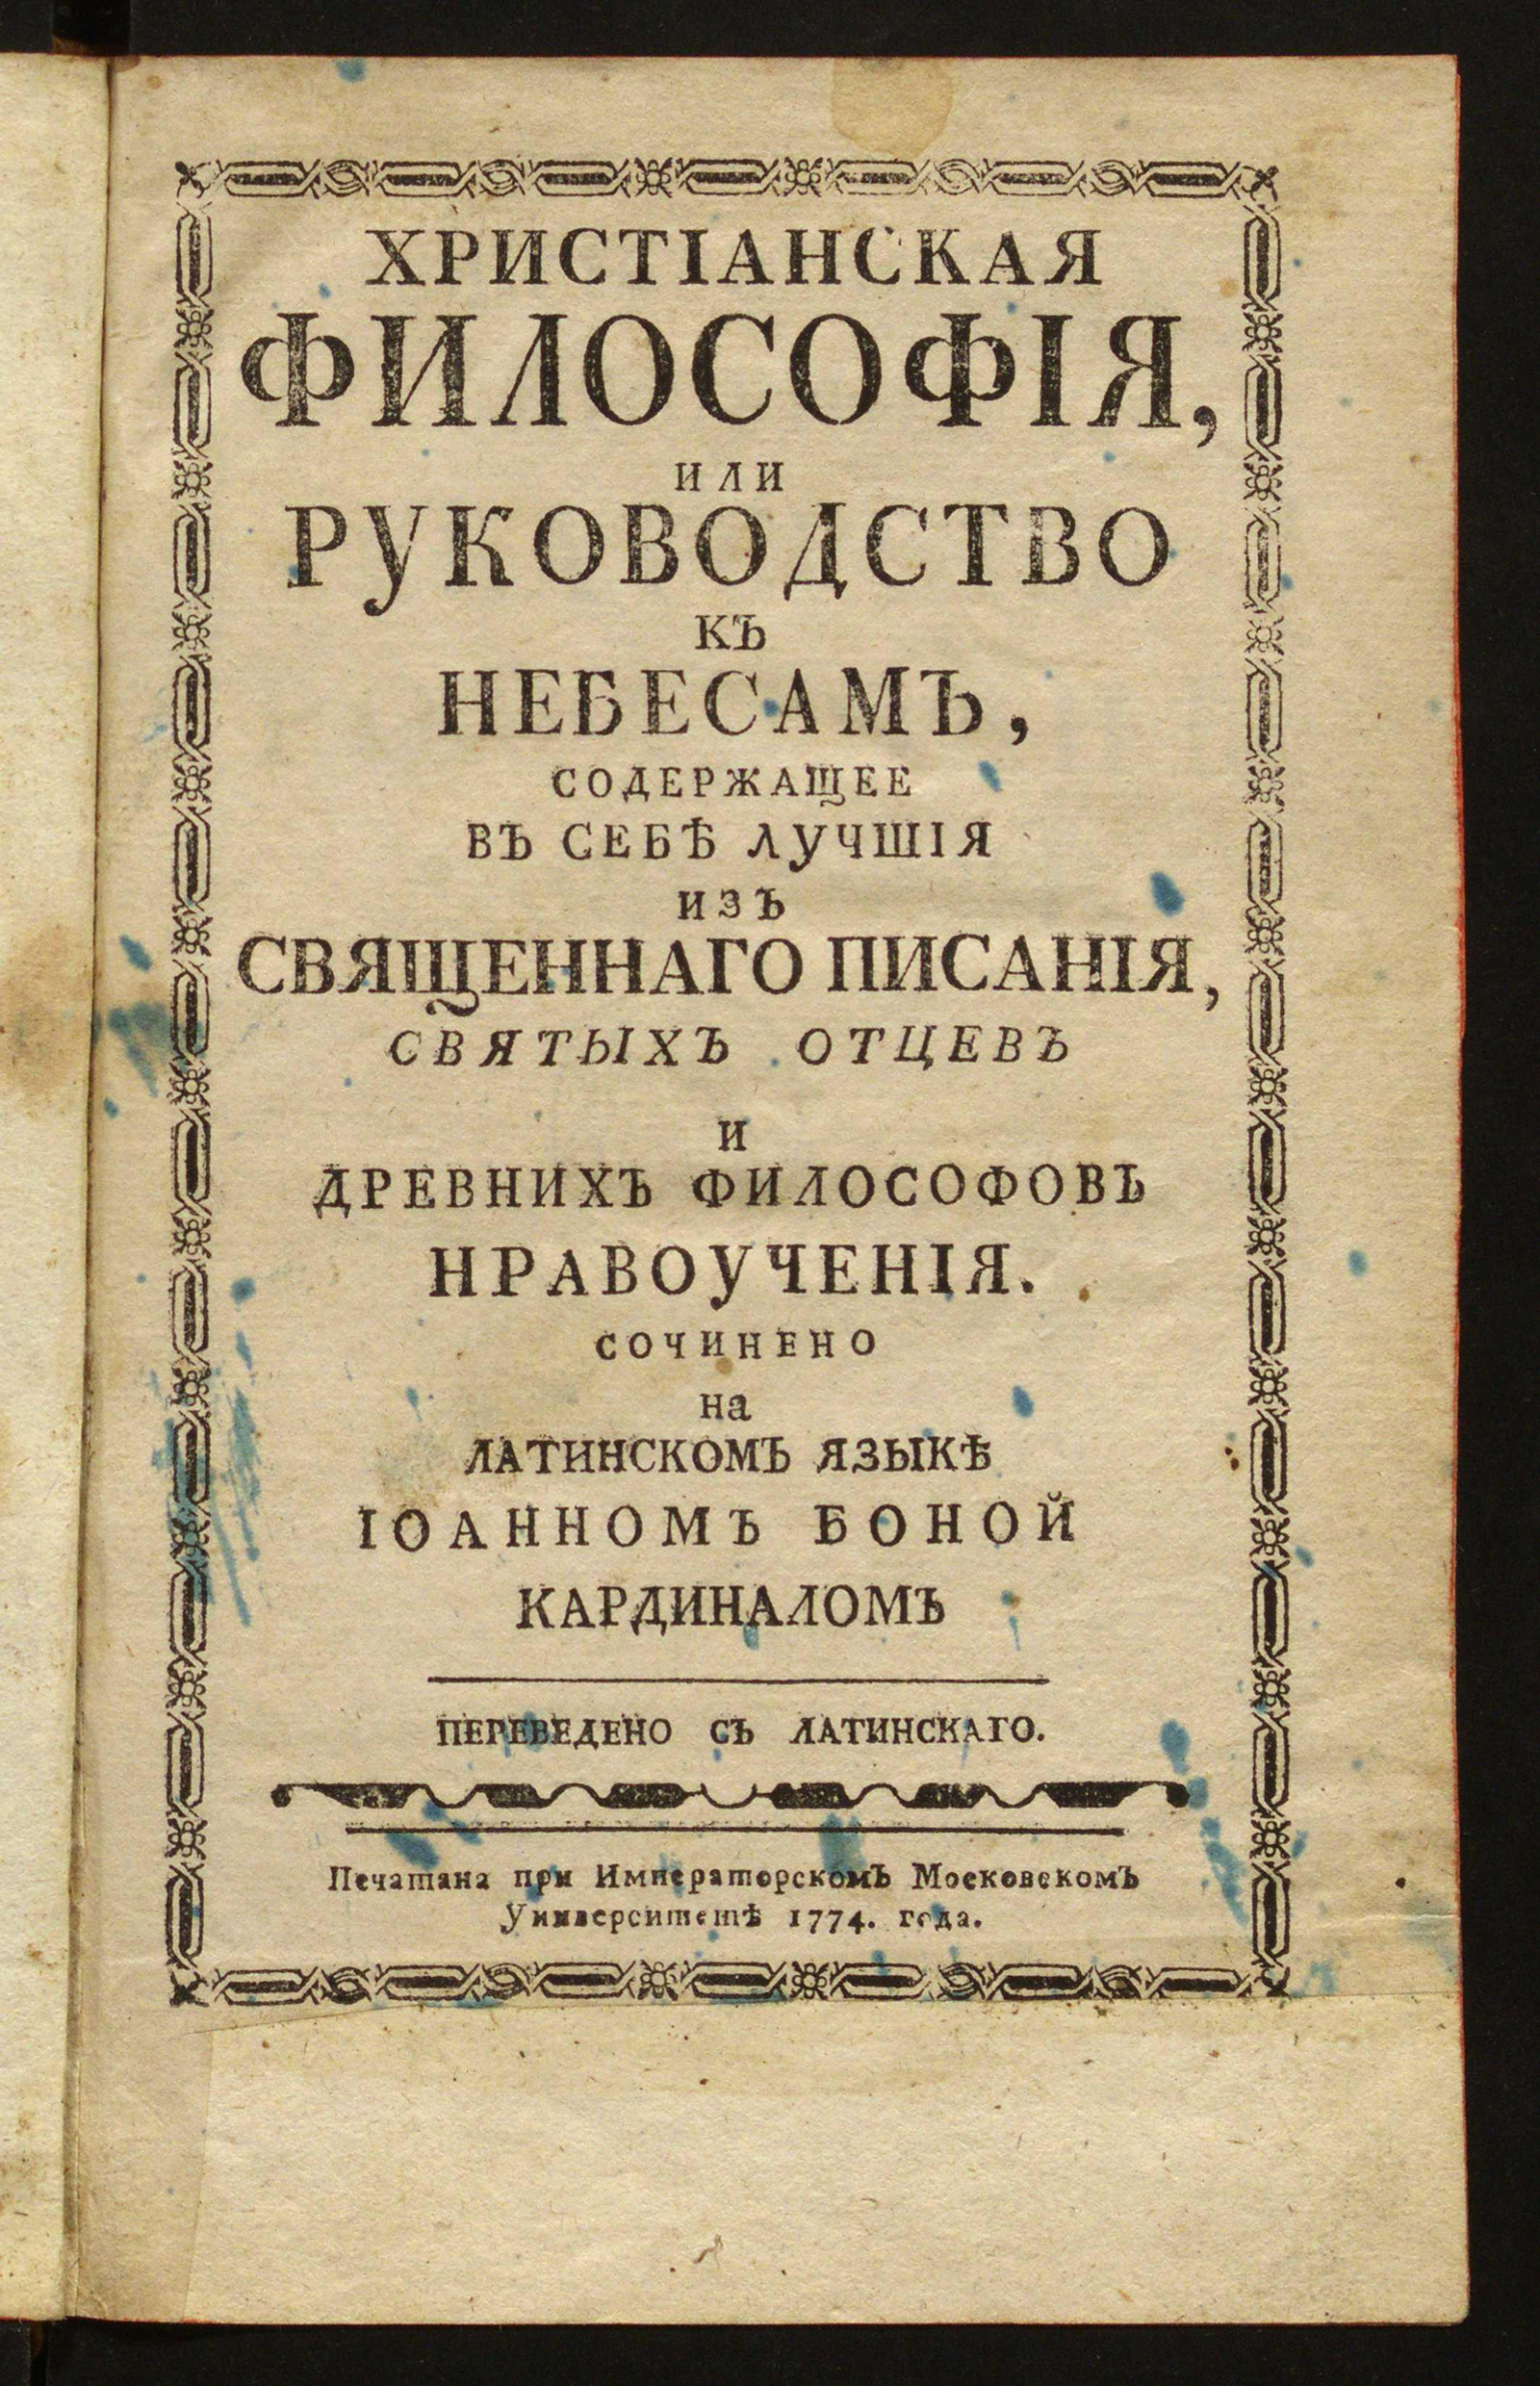 ХРИСТІАНСКАЯ
ФИЛОСОФІЯ,
ИЛИ
РУКОВОДСТВО
КЪ
НЕБЕСАМЪ,
СОДЕРЖАЩЕЕ
ВЪ СЕБѢ ЛУЧШІЯ
ИЗЪ
СВЯЩЕННАГО ПИСАНІЯ,
СВЯТЫХЪ ОТЦЕВЪ
И
ДРЕВНИХЪ ФИЛОСОФОВЪ
НРАВОУЧЕНІЯ.
СОЧИНЕНО
на
ЛАТИНСКОМЪ ЯЗЫКѢ
ІОАННОМЪ БОНОЙ
КАРДИНАЛОМЪ
ПЕРЕВЕДЕНО СЪ ЛАТИНСКАГО.
Печатана при Императорскомъ Московскомъ
Университетѣ 1774. года.